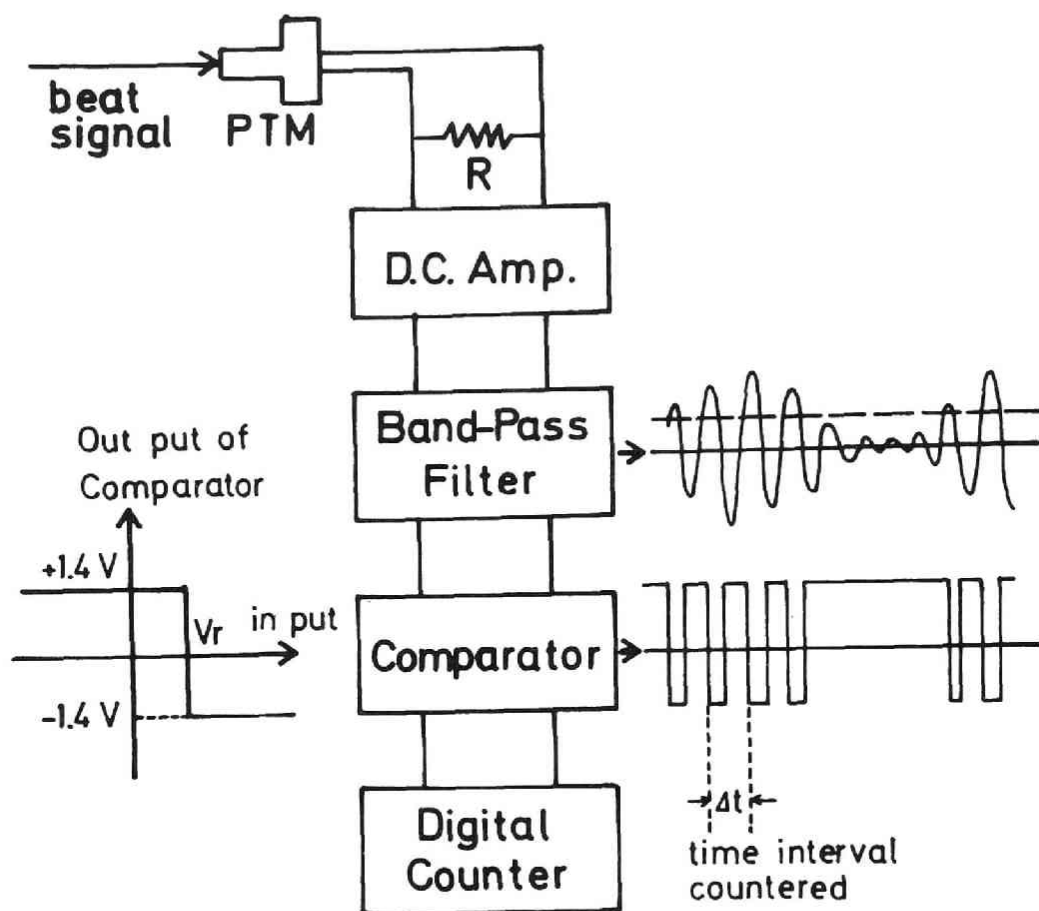 beat
signal
PTM
R
D.C. Amp.
Band-Pass
Filter
Out put of
Comparator
+1.4 V
Vr
in put
-1.4 V
Comparator
Δt
Digital
Counter
time interval
countered